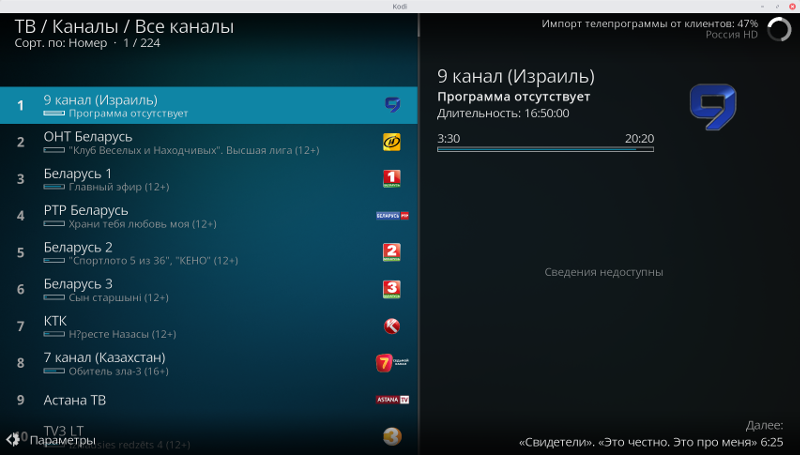 Kodi
ТВ / Каналы / Все каналы
Сорт. по: Номер · 1 / 224
Импорт телепрограммы от клиентов: 47%
Россия HD
1 9 канал (Израиль)
Программа отсутствует
2 ОНТ Беларусь
"Клуб Веселых и Находчивых". Высшая лига (12+)
3 Беларусь 1
Главный эфир (12+)
4 РТР Беларусь
Храни тебя любовь моя (12+)
БЕЛАРУСЬ РТР
5 Беларусь 2
"Спортлото 5 из 36", "КЕНО" (12+)
6 Беларусь 3
Сын старшыні (12+)
7 КТК
Н?ресте Назасы (12+)
8 7 канал (Казахстан)
Обитель зла-3 (16+)
9 Астана ТВ
ASTANA TV
10 TV3 LT
redzēts 4 (12+)
Параметры
9 канал (Израиль)
Программа отсутствует
Длительность: 16:50:00
3:30 20:20
Сведения недоступны
Далее:
«Свидетели». «Это честно. Это про меня» 6:25